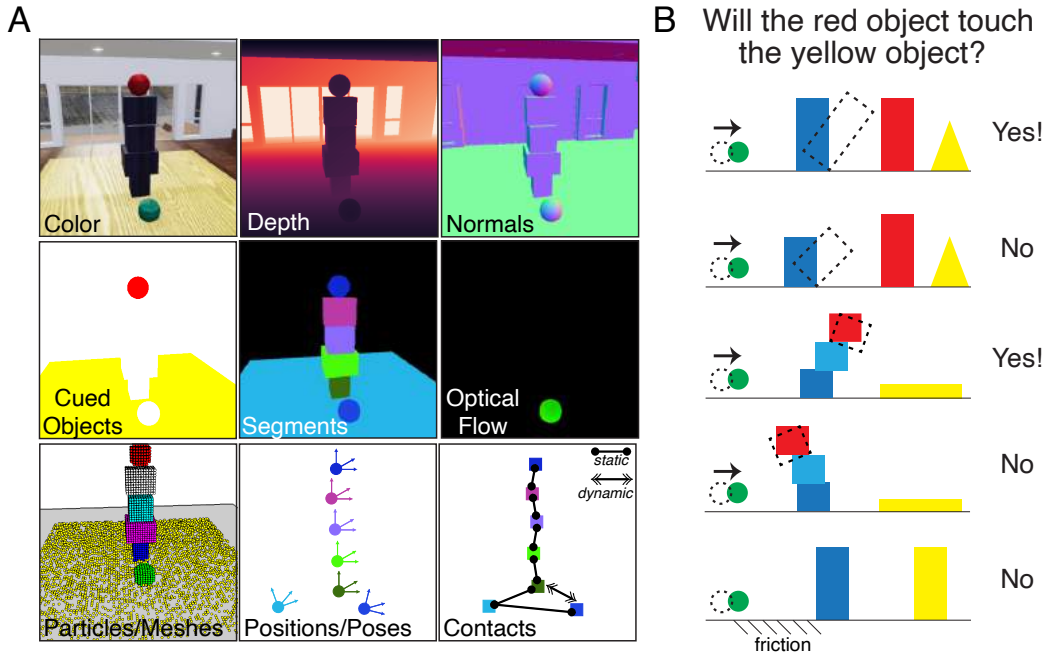 A
Color
Depth
Normals
Cued
Objects
Segments
Optical
Flow
Particles/Meshes
Positions/Poses
static
dynamic
Contacts
B
Will the red object touch
the yellow object?
Yes!
No
Yes!
No
No
friction